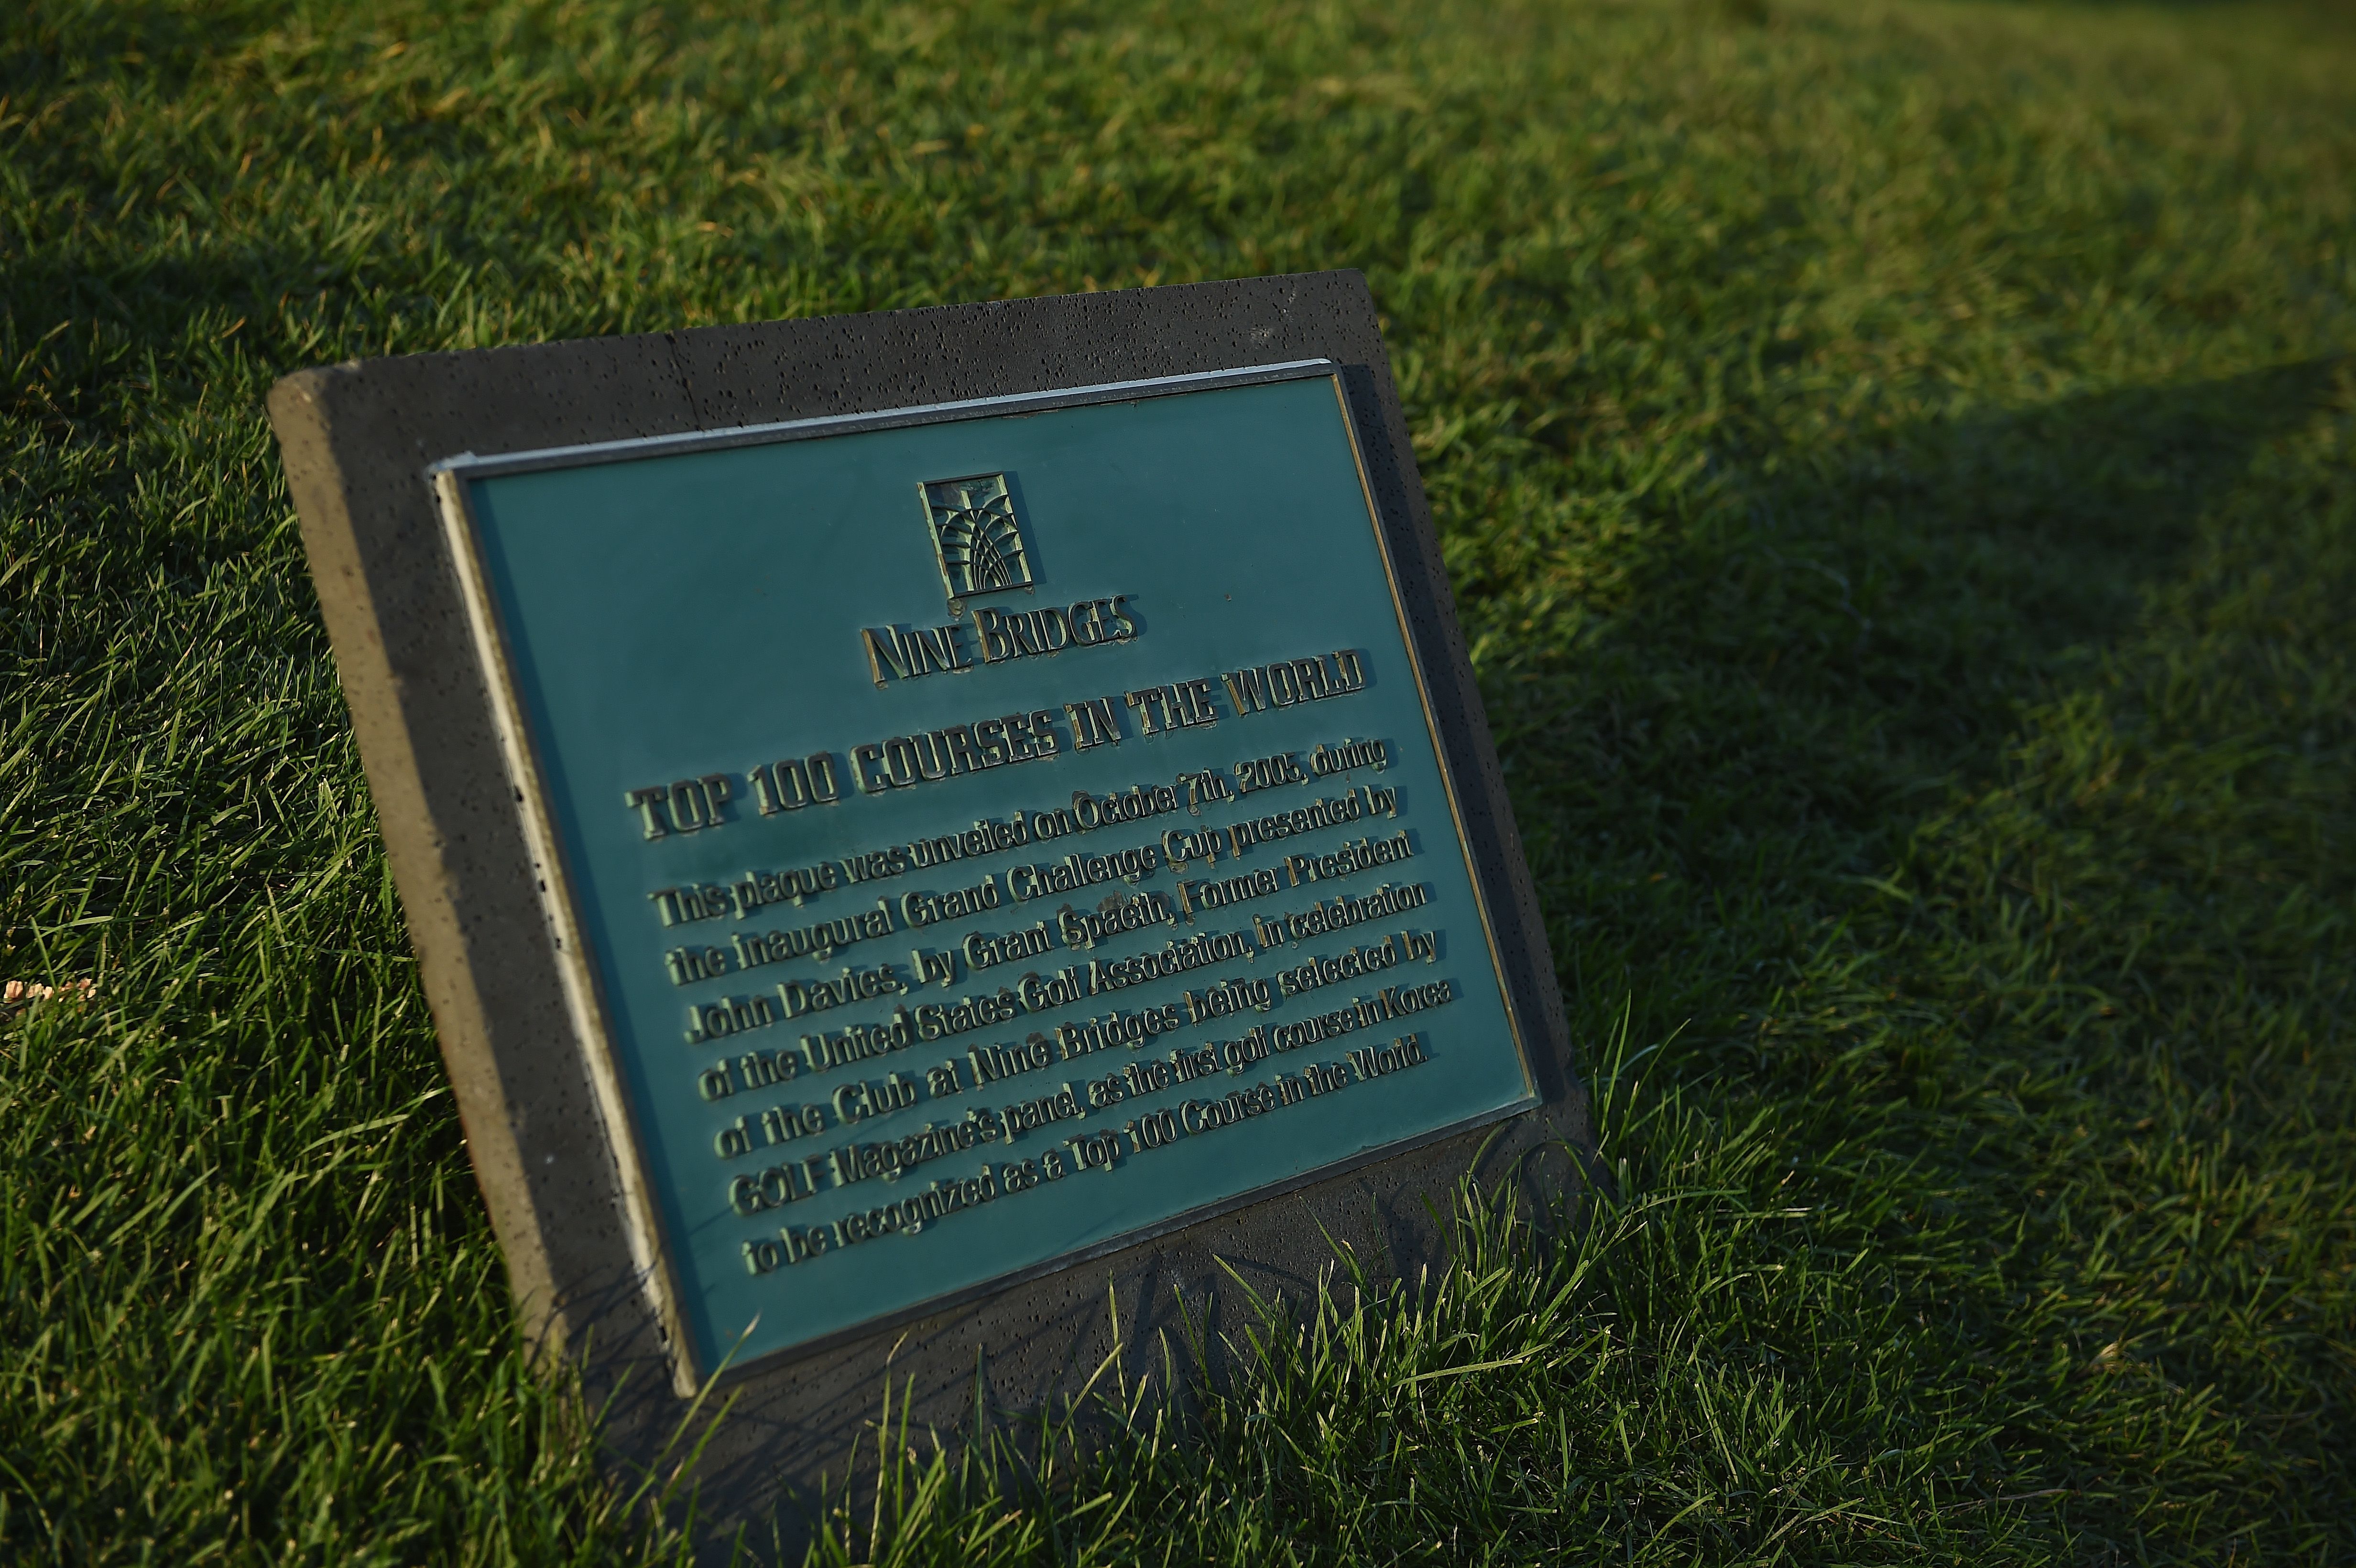 NINE BRIDGES
TOP 100 COURSES IN THE WORLD
This plaque was unveiled on October 7th, 2005, during
the inaugural Grand Challenge Cup presented by
John Davies, by Grant Spaeth, Former President
of the United States Golf Association, in celebration
of the Club at Nine Bridges being selected by
GOLF Magazine's panel, as the first golf course in Korea
to be recognized as a Top 100 Course in the World.